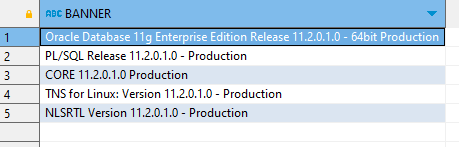 ABC BANNER
1 Oracle Database 11g Enterprise Edition Release 11.2.0.1.0 - 64bit Production
2 PL/SQL Release 11.2.0.1.0 - Production
3 CORE 11.2.0.1.0 Production
4 TNS for Linux: Version 11.2.0.1.0 - Production
5 NLSRTL Version 11.2.0.1.0 - Production